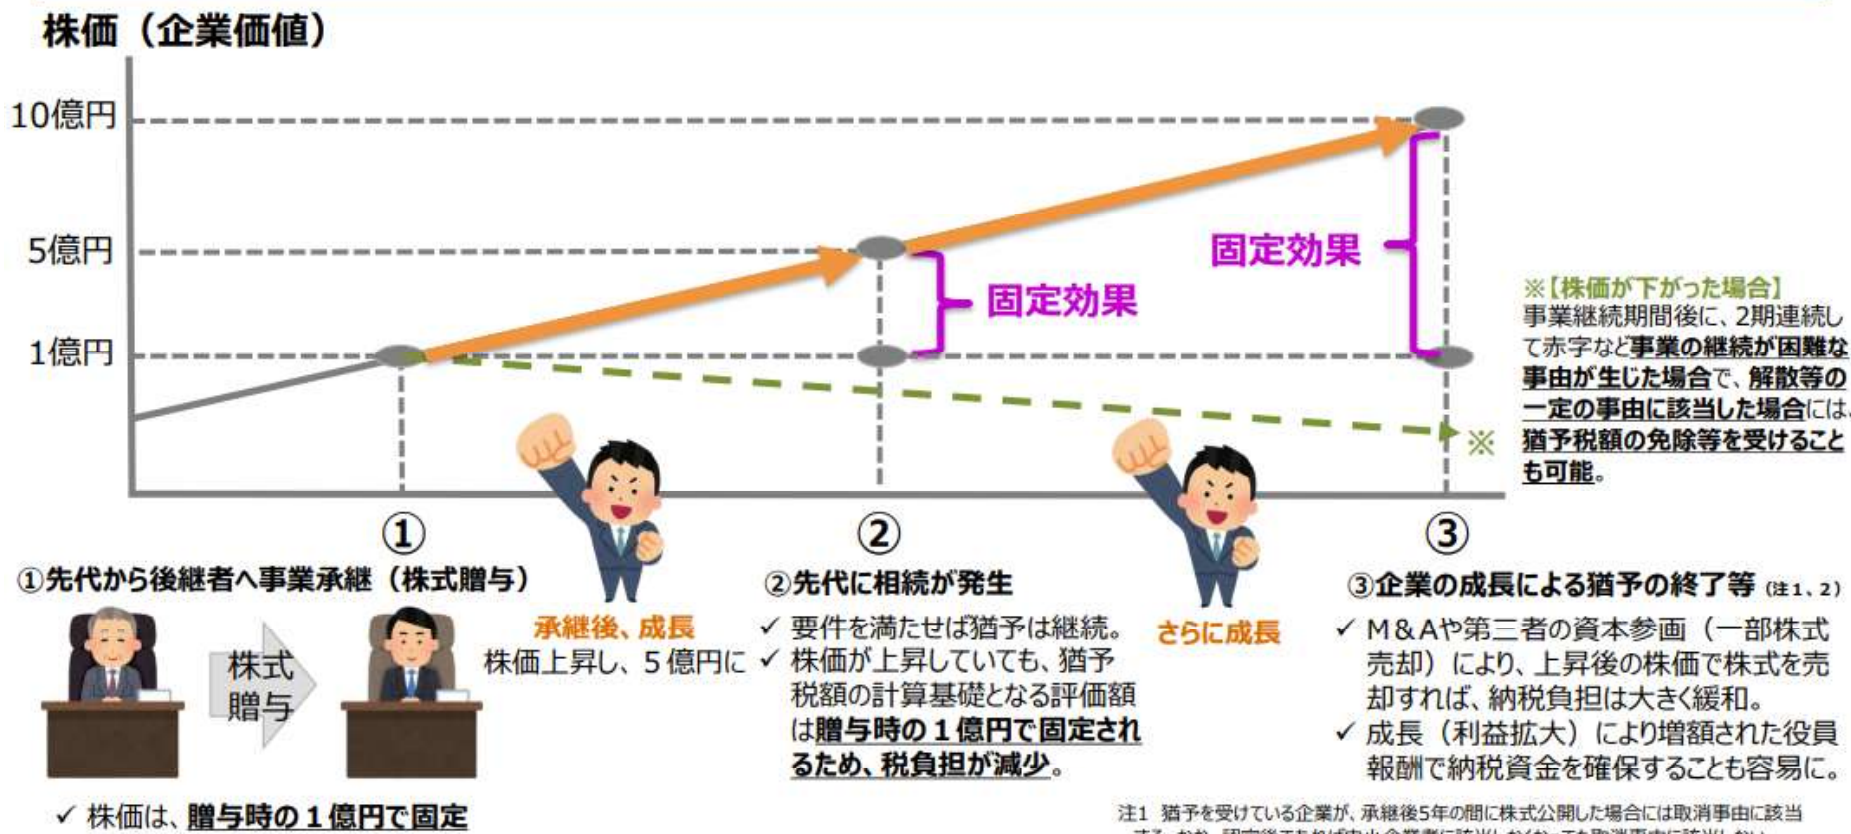 株価（企業価値）
10億円
5億円
1億円
固定効果
固定効果
※【株価が下がった場合】
事業継続期間後に、2期連続し
て赤字など事業の継続が困難な
事由が生じた場合で、解散等の
一定の事由に該当した場合には、
猶予税額の免除等を受けること
も可能。
※
①
②
③
①先代から後継者へ事業承継（株式贈与）
株式
贈与
✓ 株価は、贈与時の１億円で固定
承継後、成長
株価上昇し、５億円に
②先代に相続が発生
✓ 要件を満たせば猶予は継続。
✓ 株価が上昇していても、猶予
税額の計算基礎となる評価額
は贈与時の１億円で固定され
るため、税負担が減少。
さらに成長
③企業の成長による猶予の終了等（注１、２）
✓ M＆Aや第三者の資本参画（一部株式
売却）により、上昇後の株価で株式を売
却すれば、納税負担は大きく緩和。
✓ 成長（利益拡大）により増額された役員
報酬で納税資金を確保することも容易に。
注1 猶予を受けている企業が、承継後5年の間に株式公開した場合には取消事由に該当